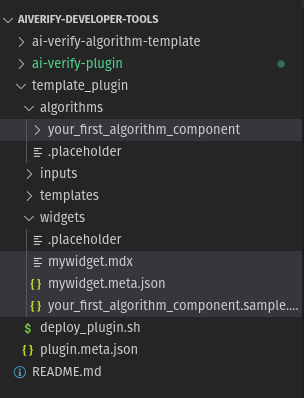 AIVERIFY-DEVELOPER-TOOLS
ai-verify-algorithm-template
ai-verify-plugin
template_plugin
algorithms
your_first_algorithm_component
.placeholder
inputs
templates
widgets
.placeholder
mywidget.mdx
{} mywidget.meta.json
{} your_first_algorithm_component.sample....
$ deploy_plugin.sh
{} plugin.meta.json
README.md